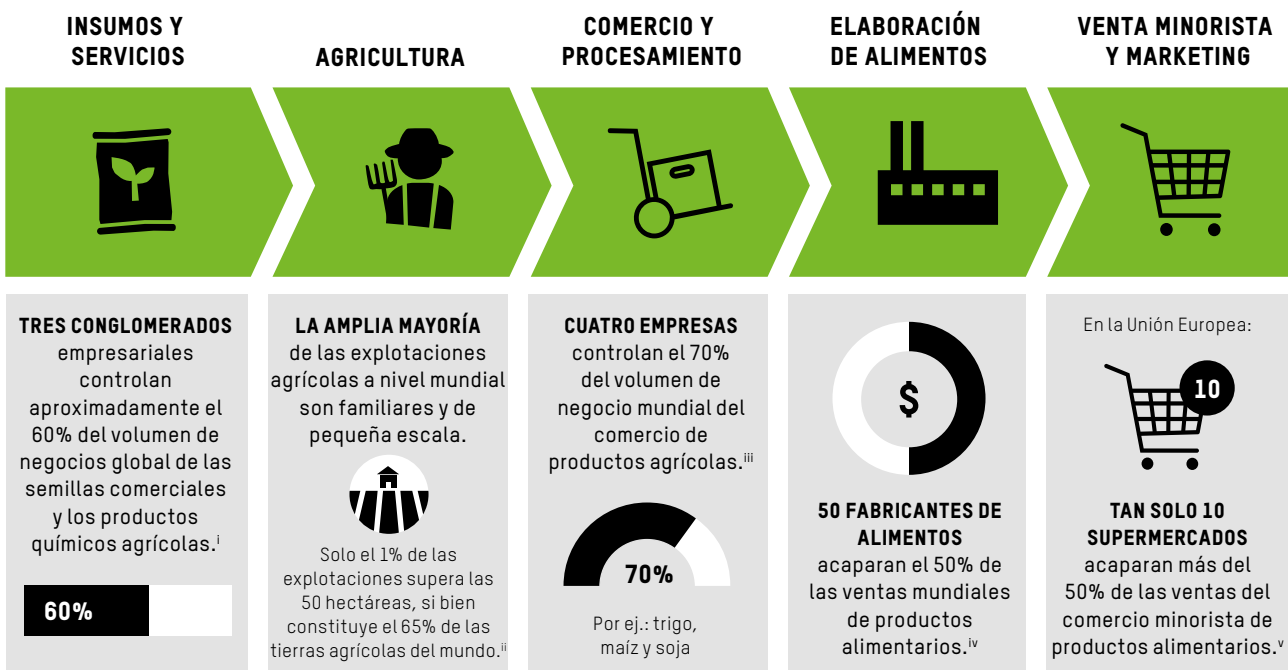 INSUMOS Y
SERVICIOS
AGRICULTURA
COMERCIO Y
PROCESAMIENTO
ELABORACIÓN
DE ALIMENTOS
VENTA MINORISTA
Y MARKETING
TRES CONGLOMERADOS
empresariales
controlan
aproximadamente el
60% del volumen de
negocios global de las
semillas comerciales
y los productos
químicos agrícolas.ⁱ
60%
LA AMPLIA MAYORÍA
de las explotaciones
agrícolas a nivel mundial
son familiares y de
pequeña escala.
Solo el 1% de las
explotaciones supera las
50 hectáreas, si bien
constituye el 65% de las
tierras agrícolas del mundo.ⁱⁱ
CUATRO EMPRESAS
controlan el 70%
del volumen de
negocio mundial del
comercio de
productos agrícolas.ⁱⁱⁱ
70%
Por ej.: trigo,
maíz y soja
$
50 FABRICANTES DE
ALIMENTOS
acaparan el 50% de
las ventas mundiales
de productos
alimentarios.ⁱᵛ
En la Unión Europea:
10
TAN SOLO 10
SUPERMERCADOS
acaparan más del
50% de las ventas del
comercio minorista de
productos alimentarios.ᵛ